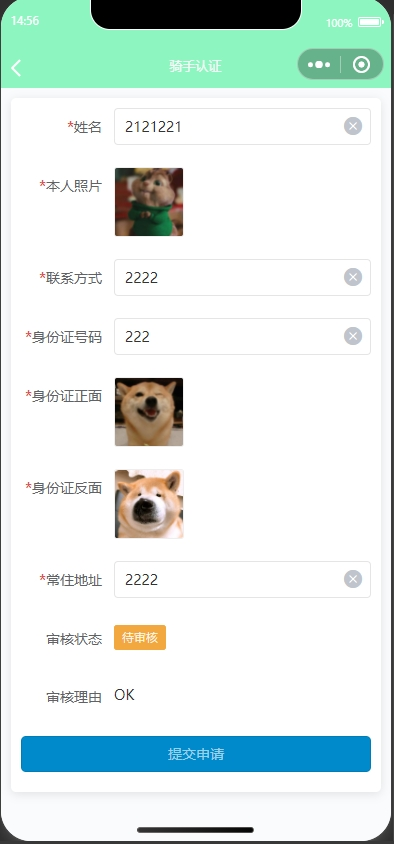 14:56
100%
骑手认证
*姓名
2121221
*本人照片
*联系方式
2222
*身份证号码
222
*身份证正面
*身份证反面
*常住地址
2222
审核状态
待审核
审核理由
OK
提交申请